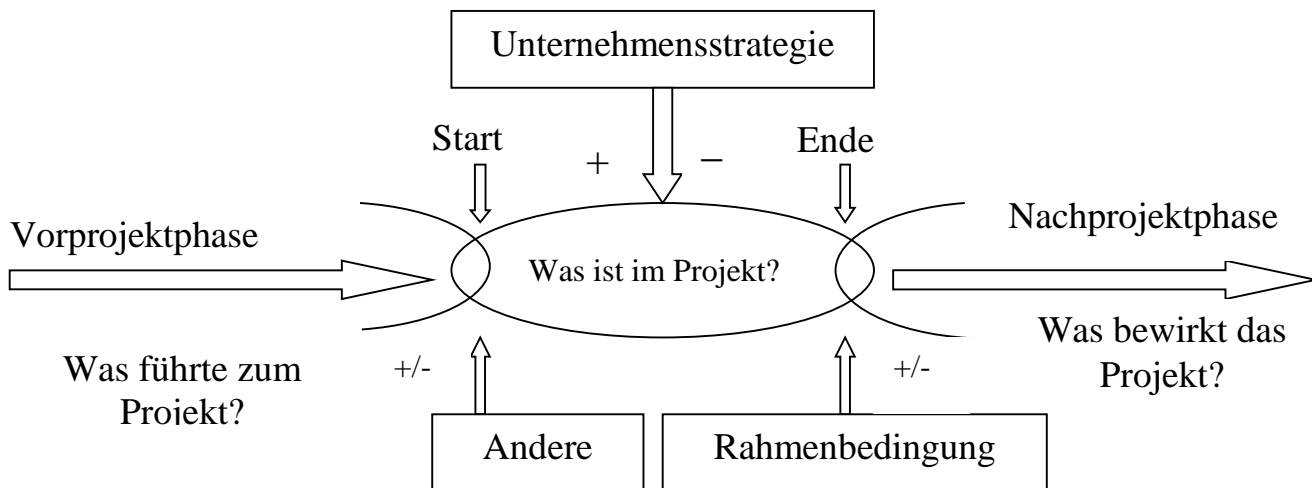 Unternehmensstrategie
Start
+
−
Ende
Vorprojektphase
Nachprojektphase
Was ist im Projekt?
Was führte zum
Projekt?
+/-
+/-
Was bewirkt das
Projekt?
Andere
Rahmenbedingung